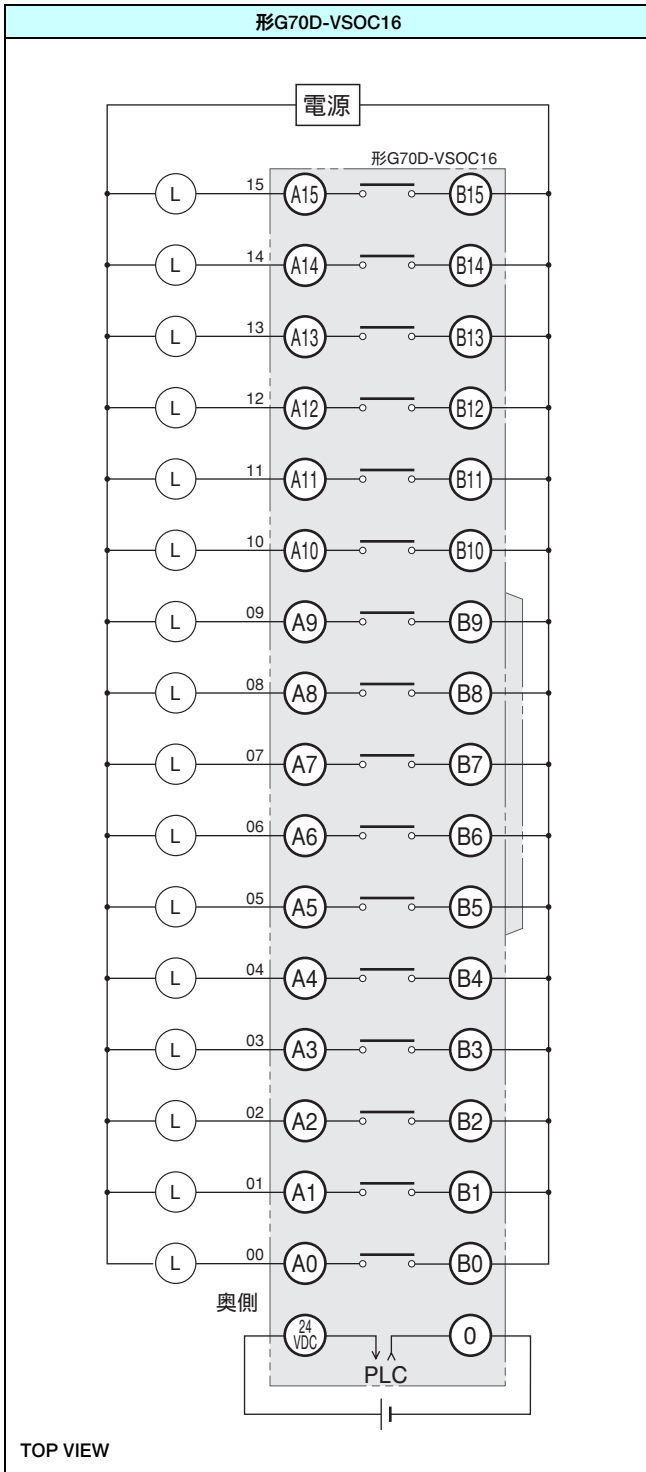 形G70D-VSOC16
電源
形G70D-VSOC16
L 15 A15 B15
L 14 A14 B14
L 13 A13 B13
L 12 A12 B12
L 11 A11 B11
L 10 A10 B10
L 09 A9 B9
L 08 A8 B8
L 07 A7 B7
L 06 A6 B6
L 05 A5 B5
L 04 A4 B4
L 03 A3 B3
L 02 A2 B2
L 01 A1 B1
L 00 A0 B0
奥側
24 VDC 0
PLC
TOP VIEW